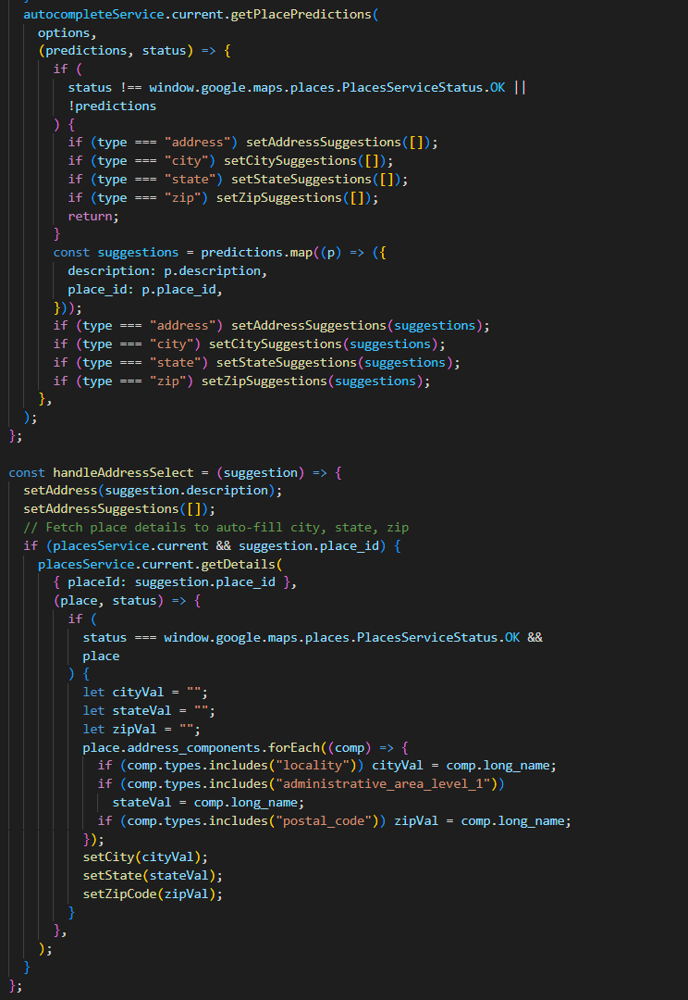 autocompleteService.current.getPlacePredictions(
options,
(predictions, status) => {
if (
status !== window.google.maps.places.PlacesServiceStatus.OK ||
!predictions
) {
if (type === "address") setAddressSuggestions([]);
if (type === "city") setCitySuggestions([]);
if (type === "state") setStateSuggestions([]);
if (type === "zip") setZipSuggestions([]);
return;
}
const suggestions = predictions.map((p) => ({
description: p.description,
place_id: p.place_id,
}));
if (type === "address") setAddressSuggestions(suggestions);
if (type === "city") setCitySuggestions(suggestions);
if (type === "state") setStateSuggestions(suggestions);
if (type === "zip") setZipSuggestions(suggestions);
},
);
};

const handleAddressSelect = (suggestion) => {
setAddress(suggestion.description);
setAddressSuggestions([]);
// Fetch place details to auto-fill city, state, zip
if (placesService.current && suggestion.place_id) {
placesService.current.getDetails(
{ placeId: suggestion.place_id },
(place, status) => {
if (
status === window.google.maps.places.PlacesServiceStatus.OK &&
place
) {
let cityVal = "";
let stateVal = "";
let zipVal = "";
place.address_components.forEach((comp) => {
if (comp.types.includes("locality")) cityVal = comp.long_name;
if (comp.types.includes("administrative_area_level_1"))
stateVal = comp.long_name;
if (comp.types.includes("postal_code")) zipVal = comp.long_name;
});
setCity(cityVal);
setState(stateVal);
setZipCode(zipVal);
}
},
);
}
};